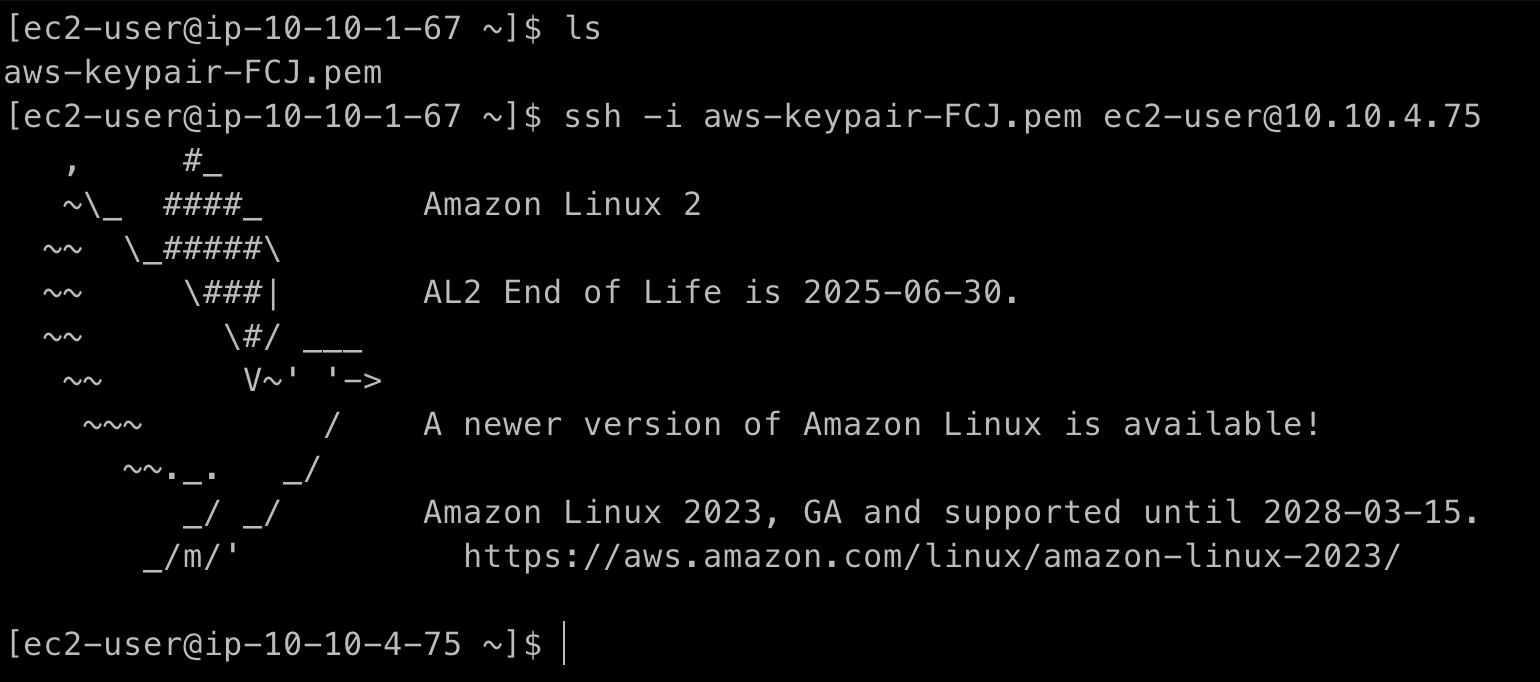 [ec2-user@ip-10-10-1-67 ~]$ ls
aws-keypair-FCJ.pem
[ec2-user@ip-10-10-1-67 ~]$ ssh -i aws-keypair-FCJ.pem ec2-user@10.10.4.75
   ,     #_
   ~\_  ####_        Amazon Linux 2
  ~~  \_#####\
  ~~     \###|       AL2 End of Life is 2025-06-30.
  ~~       \#/ ___
   ~~       V~' '->
    ~~~         /    A newer version of Amazon Linux is available!
      ~~._.   _/
         _/ _/       Amazon Linux 2023, GA and supported until 2028-03-15.
       _/m/'           https://aws.amazon.com/linux/amazon-linux-2023/
[ec2-user@ip-10-10-4-75 ~]$